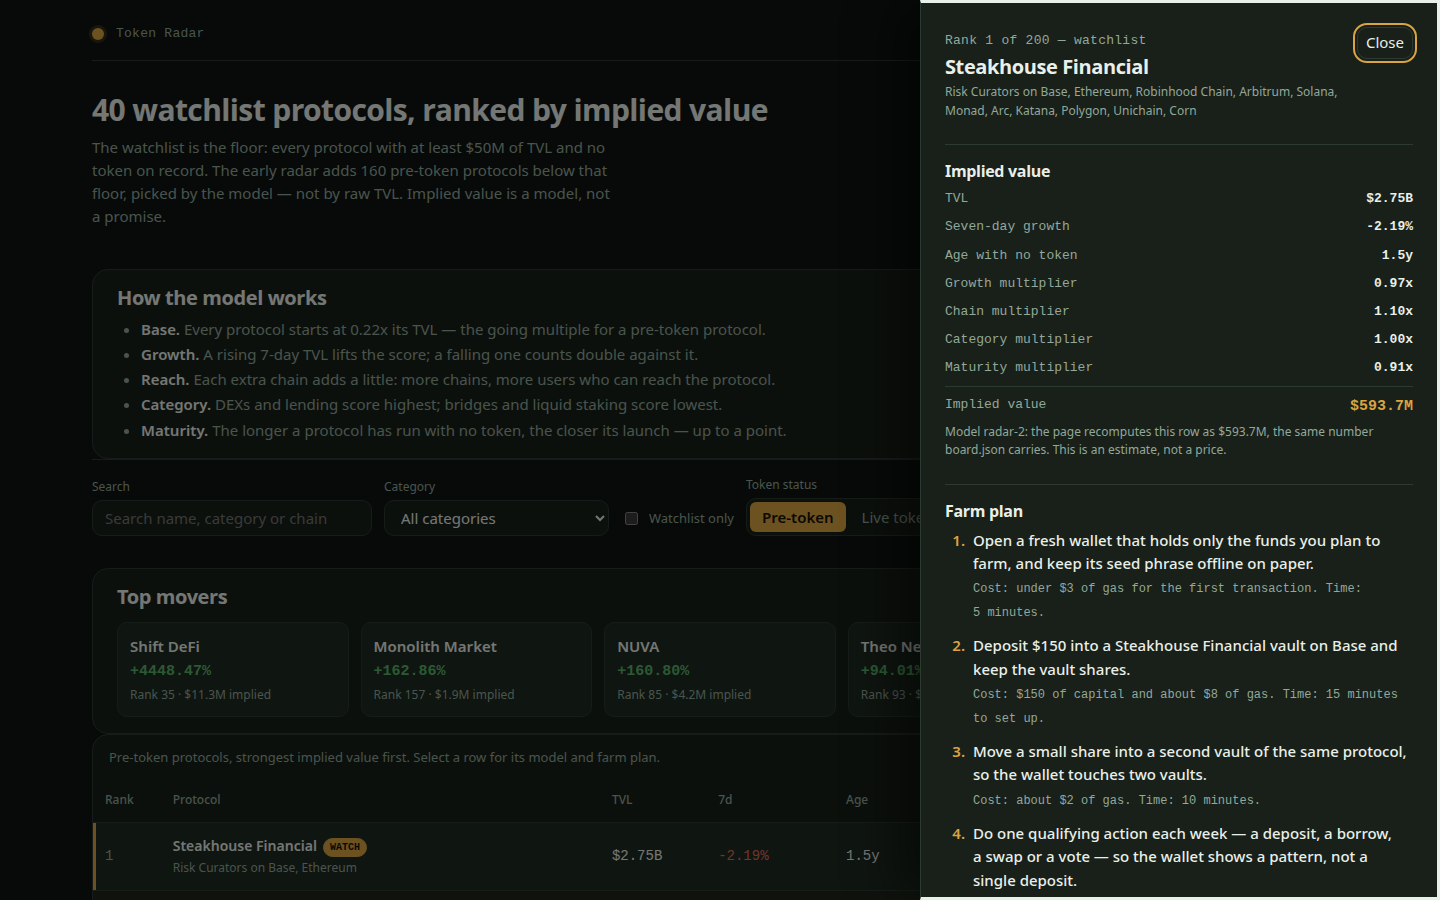 Token Radar
40 watchlist protocols, ranked by implied value
The watchlist is the floor: every protocol with at least $50M of TVL and no
token on record. The early radar adds 160 pre-token protocols below that
floor, picked by the model — not by raw TVL. Implied value is a model, not
a promise.
How the model works
Base. Every protocol starts at 0.22x its TVL — the going multiple for a pre-token protocol.
Growth. A rising 7-day TVL lifts the score; a falling one counts double against it.
Reach. Each extra chain adds a little: more chains, more users who can reach the protocol.
Category. DEXs and lending score highest; bridges and liquid staking score lowest.
Maturity. The longer a protocol has run with no token, the closer its launch — up to a point.
Search
Category
Token status
Search name, category or chain
All categories
Watchlist only
Pre-token
Live toke
Top movers
Shift DeFi
+4448.47%
Rank 35 · $11.3M implied
Monolith Market
+162.86%
Rank 157 · $1.9M implied
NUVA
+160.80%
Rank 85 · $4.2M implied
Theo Ne
+94.01%
Rank 93 · $
Pre-token protocols, strongest implied value first. Select a row for its model and farm plan.
Rank
Protocol
TVL
7d
Age
1
Steakhouse Financial
WATCH
Risk Curators on Base, Ethereum
$2.75B
-2.19%
1.5y
Rank 1 of 200 — watchlist
Close
Steakhouse Financial
Risk Curators on Base, Ethereum, Robinhood Chain, Arbitrum, Solana,
Monad, Arc, Katana, Polygon, Unichain, Corn
Implied value
TVL $2.75B
Seven-day growth -2.19%
Age with no token 1.5y
Growth multiplier 0.97x
Chain multiplier 1.10x
Category multiplier 1.00x
Maturity multiplier 0.91x
Implied value $593.7M
Model radar-2: the page recomputes this row as $593.7M, the same number
board.json carries. This is an estimate, not a price.
Farm plan
1. Open a fresh wallet that holds only the funds you plan to
farm, and keep its seed phrase offline on paper.
Cost: under $3 of gas for the first transaction. Time:
5 minutes.
2. Deposit $150 into a Steakhouse Financial vault on Base and
keep the vault shares.
Cost: $150 of capital and about $8 of gas. Time: 15 minutes
to set up.
3. Move a small share into a second vault of the same protocol,
so the wallet touches two vaults.
Cost: about $2 of gas. Time: 10 minutes.
4. Do one qualifying action each week — a deposit, a borrow,
a swap or a vote — so the wallet shows a pattern, not a
single deposit.